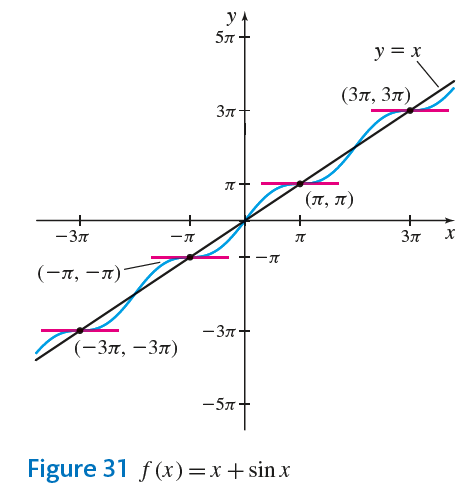 y
5π
y = x
(3π, 3π)
3π
π
(π, π)
−3π
−π
π
3π
x
−π
(−π, −π)
−3π
(−3π, −3π)
−5π
Figure 31 f (x) = x + sin x